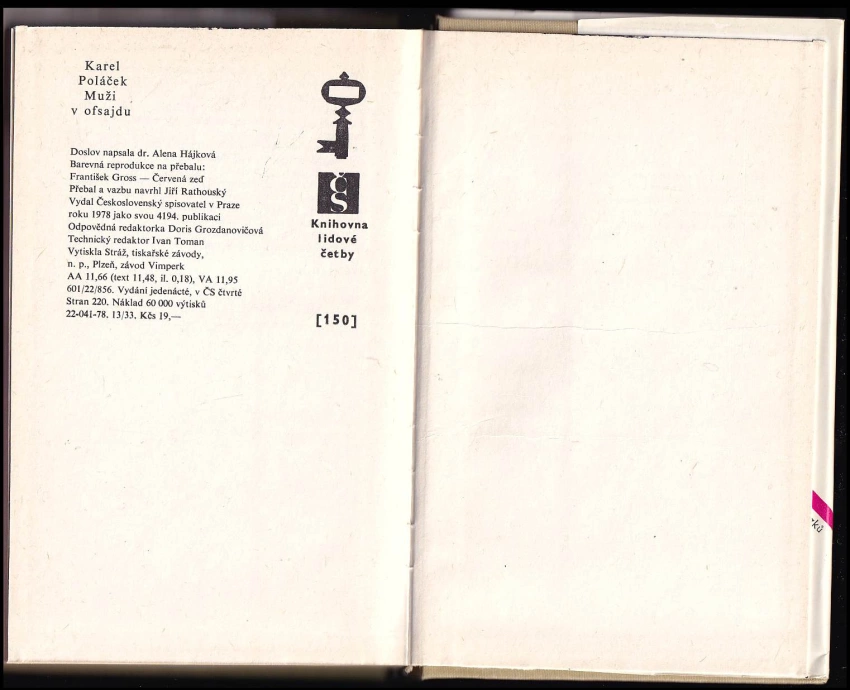 Karel
Poláček
Muži
v ofsajdu
Doslov napsala dr. Alena Hájková
Barevná reprodukce na přebalu:
František Gross — Červená zeď
Přebal a vazbu navrhl Jiří Rathouský
Vydal Československý spisovatel v Praze
roku 1978 jako svou 4194. publikaci
Odpovědná redaktorka Doris Grozdanovičová
Technický redaktor Ivan Toman
Vytiskla Stráž, tiskařské závody,
n. p., Plzeň, závod Vimperk
AA 11,66 (text 11,48, il. 0,18), VA 11,95
601/22/856. Vydání jedenácté, v ČS čtvrté
Stran 220. Náklad 60 000 výtisků
22-041-78. 13/33. Kčs 19,—
ČS
Knihovna
lidové
četby
[150]